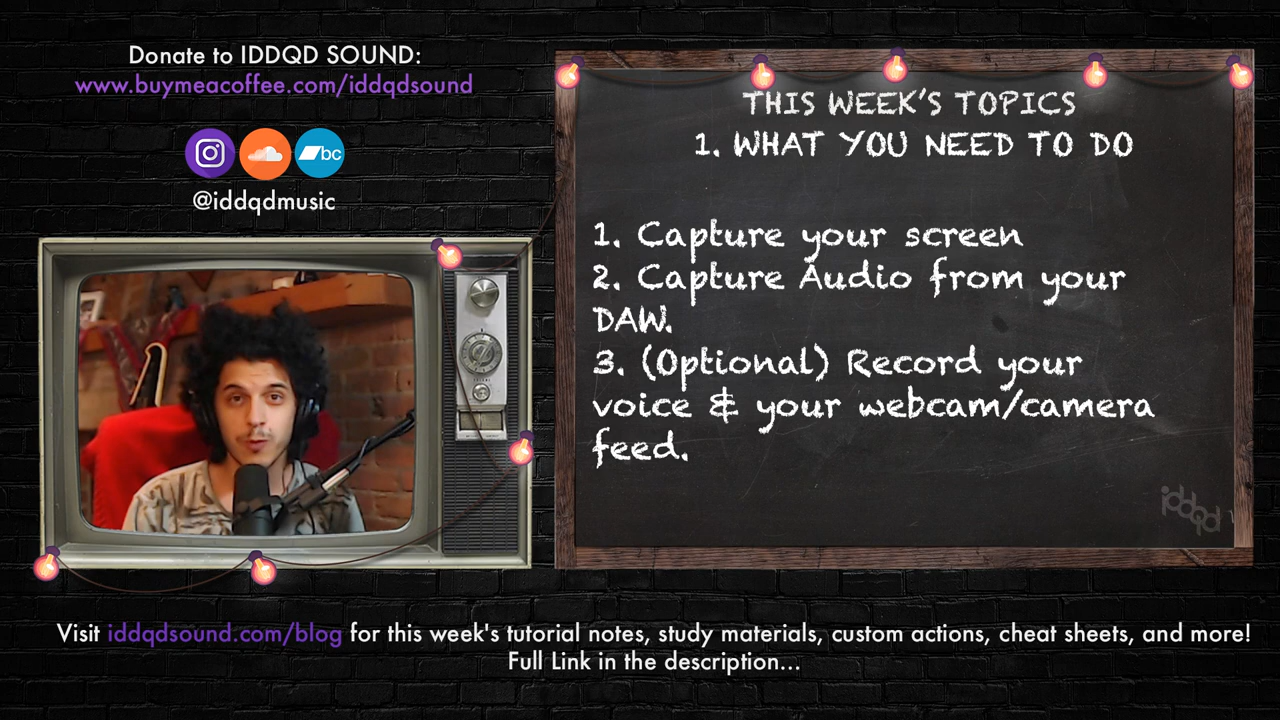 Donate to IDDQD SOUND:
www.buymeacoffee.com/iddqdsound
bc
@iddqdmusic
THIS WEEK'S TOPICS
1. WHAT YOU NEED TO DO
1. Capture your screen
2. Capture Audio from your
DAW.
3. (Optional) Record your
voice & your webcam/camera
feed.
iddqd
Visit iddqdsound.com/blog for this week's tutorial notes, study materials, custom actions, cheat sheets, and more!
Full Link in the description...